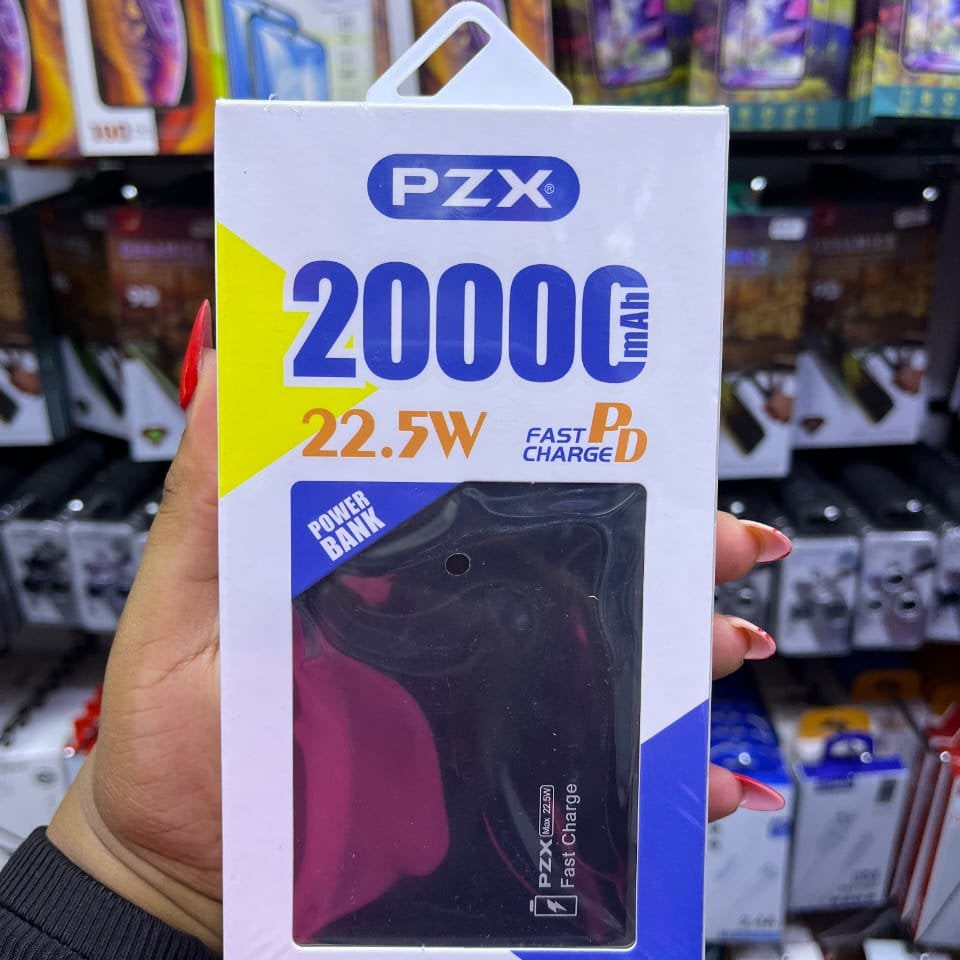 PZX®
20000mAh
22.5W
FAST
CHARGE
PD
POWER
BANK
PZX Max 22.5W
Fast Charge